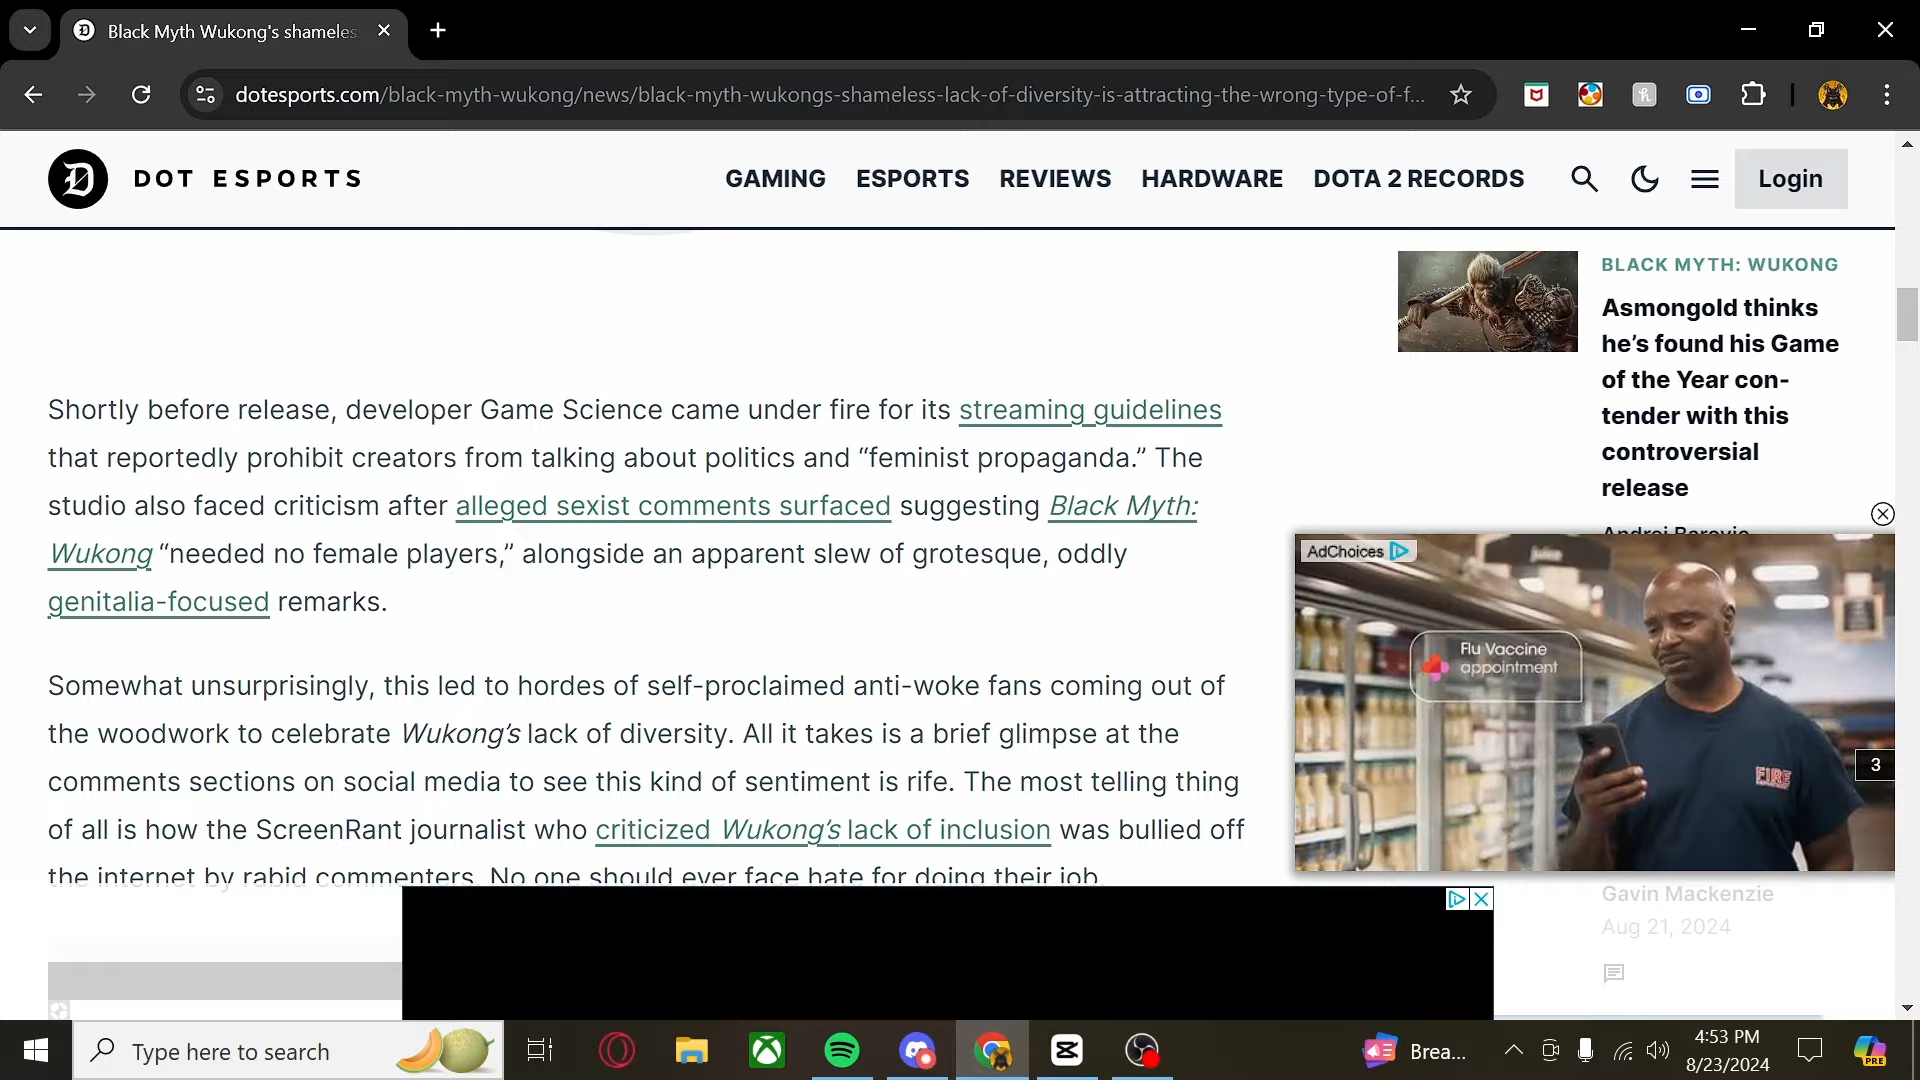 Black Myth Wukong's shameles
dotesports.com/black-myth-wukong/news/black-myth-wukongs-shameless-lack-of-diversity-is-attracting-the-wrong-type-of-f...
DOT ESPORTS
GAMING ESPORTS REVIEWS HARDWARE DOTA 2 RECORDS Login
BLACK MYTH: WUKONG
Asmongold thinks
he’s found his Game
of the Year con-
tender with this
controversial
release
Shortly before release, developer Game Science came under fire for its streaming guidelines
that reportedly prohibit creators from talking about politics and “feminist propaganda.” The
studio also faced criticism after alleged sexist comments surfaced suggesting Black Myth:
Wukong “needed no female players,” alongside an apparent slew of grotesque, oddly
genitalia-focused remarks.
Somewhat unsurprisingly, this led to hordes of self-proclaimed anti-woke fans coming out of
the woodwork to celebrate Wukong’s lack of diversity. All it takes is a brief glimpse at the
comments sections on social media to see this kind of sentiment is rife. The most telling thing
of all is how the ScreenRant journalist who criticized Wukong’s lack of inclusion was bullied off
the internet by rabid commenters. No one should ever face hate for doing their job.
AdChoices
Flu Vaccine
appointment
FIRE
3
Gavin Mackenzie
Aug 21, 2024
Type here to search
Brea...
4:53 PM
8/23/2024
PRE